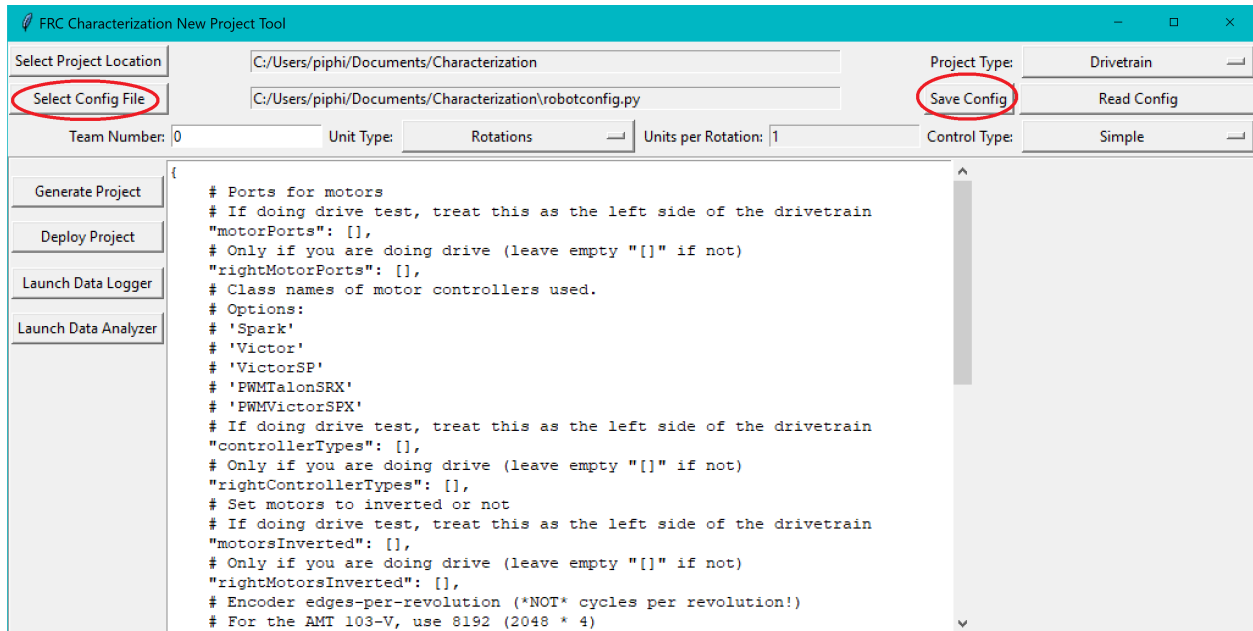 FRC Characterization New Project Tool
Select Project Location C:/Users/piphi/Documents/Characterization Project Type: Drivetrain
Select Config File C:/Users/piphi/Documents/Characterization\robotconfig.py Save Config Read Config
Team Number: 0 Unit Type: Rotations Units per Rotation: 1 Control Type: Simple
Generate Project
Deploy Project
Launch Data Logger
Launch Data Analyzer
{
# Ports for motors
# If doing drive test, treat this as the left side of the drivetrain
"motorPorts": [],
# Only if you are doing drive (leave empty "[]" if not)
"rightMotorPorts": [],
# Class names of motor controllers used.
# Options:
# 'Spark'
# 'Victor'
# 'VictorSP'
# 'PWMTalonSRX'
# 'PWMVictorSPX'
# If doing drive test, treat this as the left side of the drivetrain
"controllerTypes": [],
# Only if you are doing drive (leave empty "[]" if not)
"rightControllerTypes": [],
# Set motors to inverted or not
# If doing drive test, treat this as the left side of the drivetrain
"motorsInverted": [],
# Only if you are doing drive (leave empty "[]" if not)
"rightMotorsInverted": [],
# Encoder edges-per-revolution (*NOT* cycles per revolution!)
# For the AMT 103-V, use 8192 (2048 * 4)